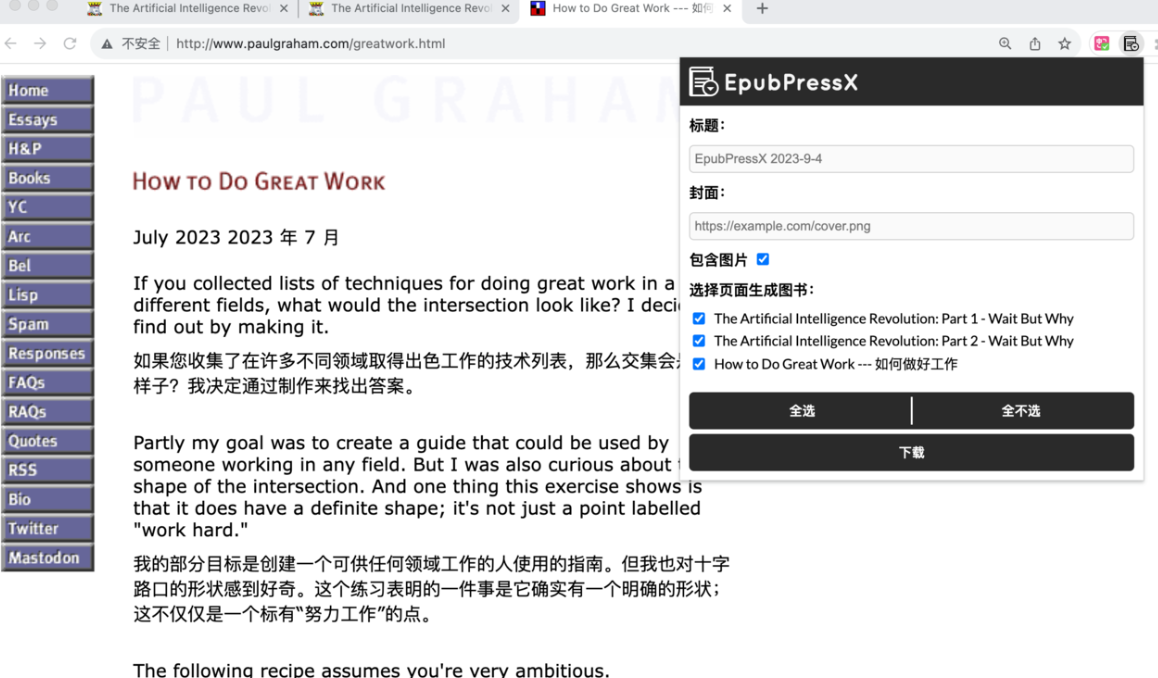 The Artificial Intelligence Revol
The Artificial Intelligence Revol
How to Do Great Work --- 如何
不安全 | http://www.paulgraham.com/greatwork.html
PAUL GRAHAM
Home
Essays
H&P
Books
YC
Arc
Bel
Lisp
Spam
Responses
FAQs
RAQs
Quotes
RSS
Bio
Twitter
Mastodon
How to Do Great Work
July 2023 2023 年 7 月
If you collected lists of techniques for doing great work in a
different fields, what would the intersection look like? I deci
find out by making it.
如果您收集了在许多不同领域取得出色工作的技术列表，那么交集会是
样子？我决定通过制作来找出答案。
Partly my goal was to create a guide that could be used by
someone working in any field. But I was also curious about
shape of the intersection. And one thing this exercise shows is
that it does have a definite shape; it's not just a point labelled
"work hard."
我的部分目标是创建一个可供任何领域工作的人使用的指南。但我也对十字
路口的形状感到好奇。这个练习表明的一件事是它确实有一个明确的形状；
这不仅仅是一个标有“努力工作”的点。
The following recipe assumes you're very ambitious.
EpubPressX
标题：
EpubPressX 2023-9-4
封面：
https://example.com/cover.png
包含图片
选择页面生成图书：
The Artificial Intelligence Revolution: Part 1 - Wait But Why
The Artificial Intelligence Revolution: Part 2 - Wait But Why
How to Do Great Work --- 如何做好工作
全选
全不选
下载